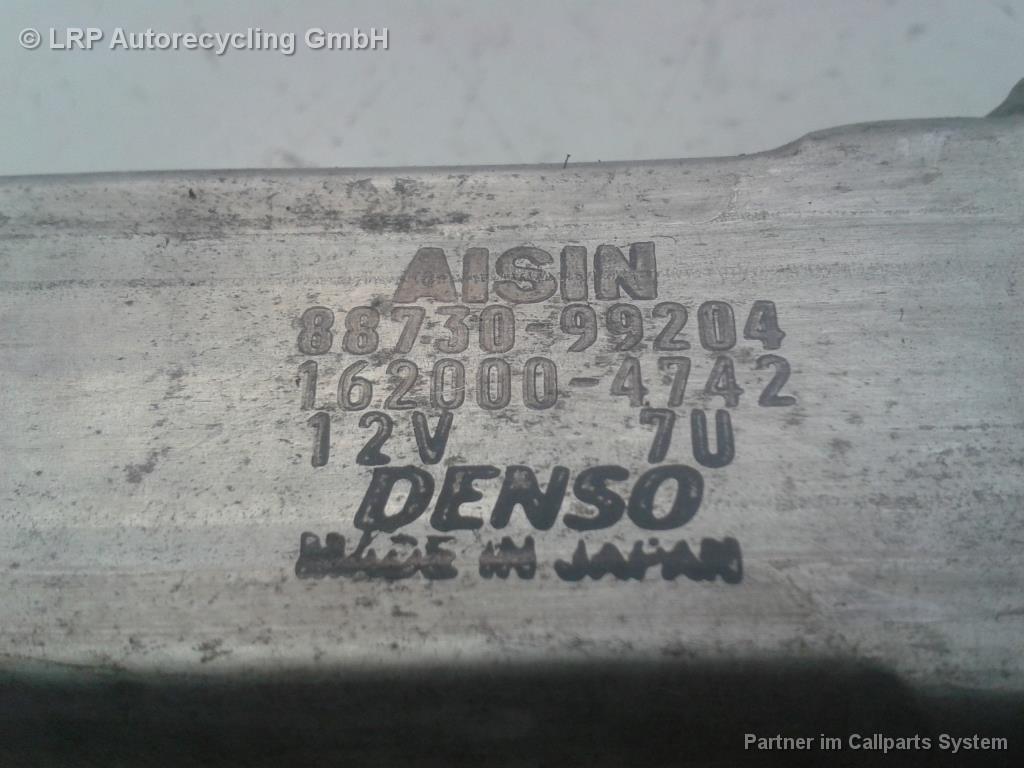 © LRP Autorecycling GmbH
AISIN
88730-99204
162000-4742
12V 7U
DENSO
MADE IN JAPAN
Partner im Callparts System